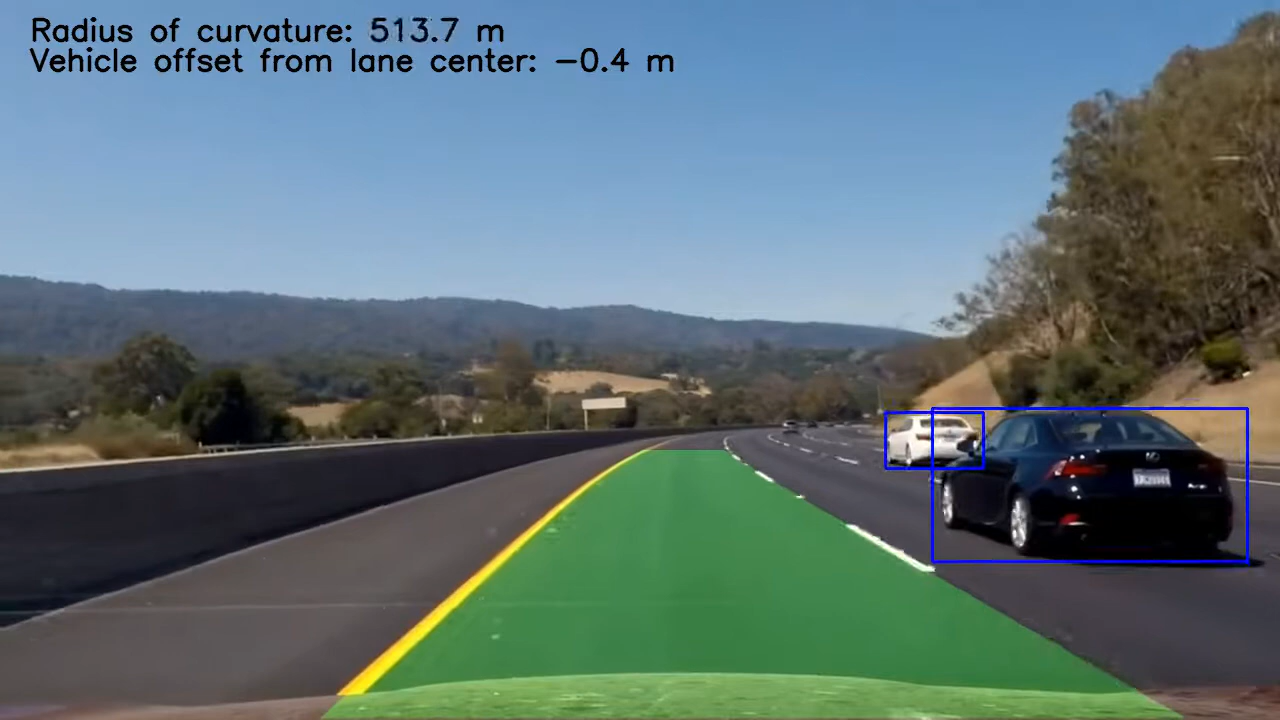 Radius of curvature: 513.7 m
Vehicle offset from lane center: −0.4 m